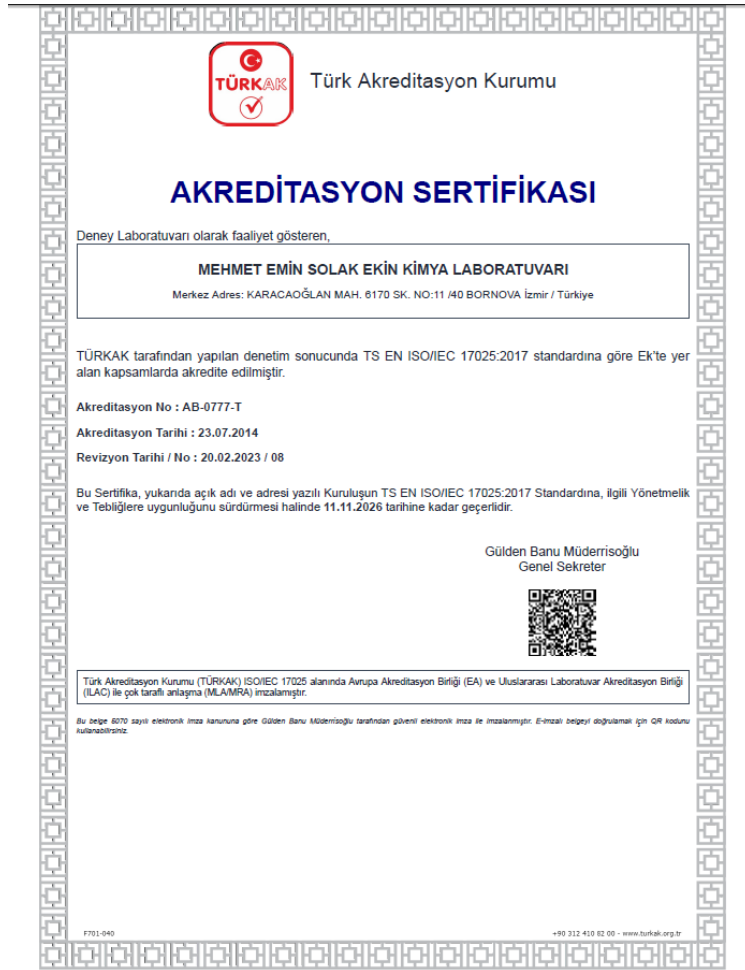 TÜRKAK
Türk Akreditasyon Kurumu
AKREDİTASYON SERTİFİKASI
Deney Laboratuvarı olarak faaliyet gösteren,
MEHMET EMİN SOLAK EKİN KİMYA LABORATUVARI
Merkez Adres: KARACAOĞLAN MAH. 6170 SK. NO:11 /40 BORNOVA İzmir / Türkiye
TÜRKAK tarafından yapılan denetim sonucunda TS EN ISO/IEC 17025:2017 standardına göre Ek'te yer
alan kapsamlarda akredite edilmiştir.
Akreditasyon No : AB-0777-T
Akreditasyon Tarihi : 23.07.2014
Revizyon Tarihi / No : 20.02.2023 / 08
Bu Sertifika, yukarıda açık adı ve adresi yazılı Kuruluşun TS EN ISO/IEC 17025:2017 Standardına, ilgili Yönetmelik
ve Tebliğlere uygunluğunu sürdürmesi halinde 11.11.2026 tarihine kadar geçerlidir.
Gülden Banu Müderrisoğlu
Genel Sekreter
Türk Akreditasyon Kurumu (TÜRKAK) ISO/IEC 17025 alanında Avrupa Akreditasyon Birliği (EA) ve Uluslararası Laboratuvar Akreditasyon Birliği
(ILAC) ile çok taraflı anlaşma (MLA/MRA) imzalamıştır.
Bu belge 5070 sayılı elektronik imza kanununa göre Gülden Banu Müderrisoğlu tarafından güvenli elektronik imza ile imzalanmıştır. E-imzalı belgeyi doğrulamak için QR kodunu
kullanabilirsiniz.
F701-040
+90 312 410 82 00 - www.turkak.org.tr